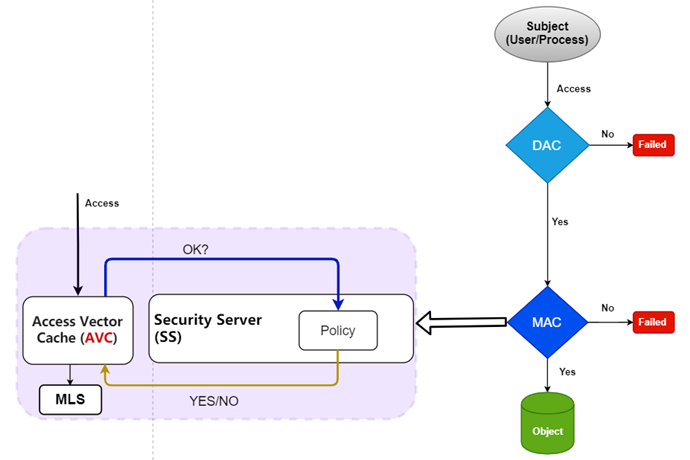 Subject
(User/Process)
Access
DAC
No
Failed
Yes
MAC
No
Failed
Yes
Object
Access
OK?
Access Vector
Cache (AVC)
Security Server
(SS)
Policy
MLS
YES/NO